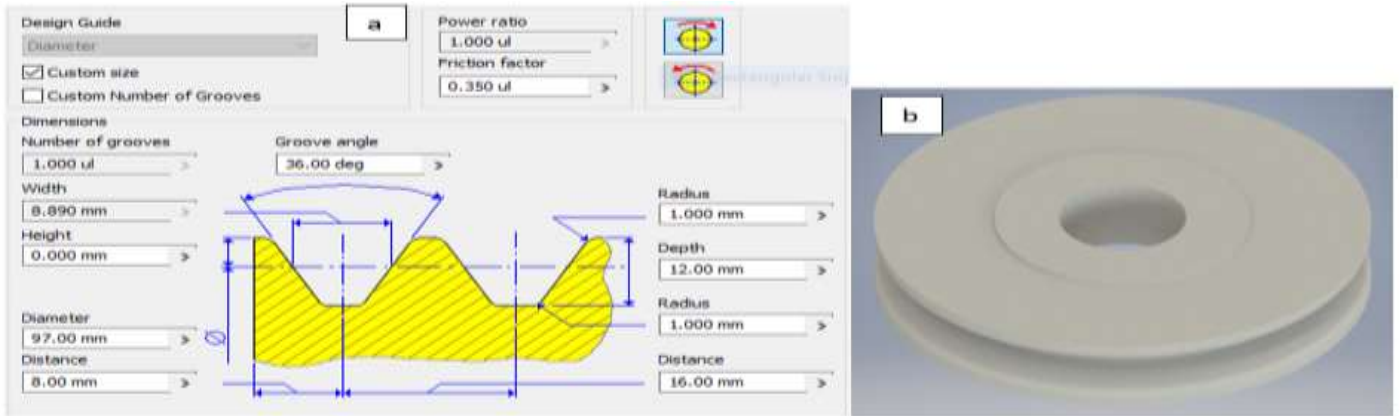 Design Guide
Diameter
Custom size
Custom Number of Grooves
a
Power ratio
1.000 ul
Friction factor
0.350 ul
Dimensions
Number of grooves
1.000 ul
Groove angle
36.00 deg
Width
8.890 mm
Height
0.000 mm
Diameter
97.00 mm
Distance
8.00 mm
Radius
1.000 mm
Depth
12.00 mm
Radius
1.000 mm
Distance
16.00 mm
b